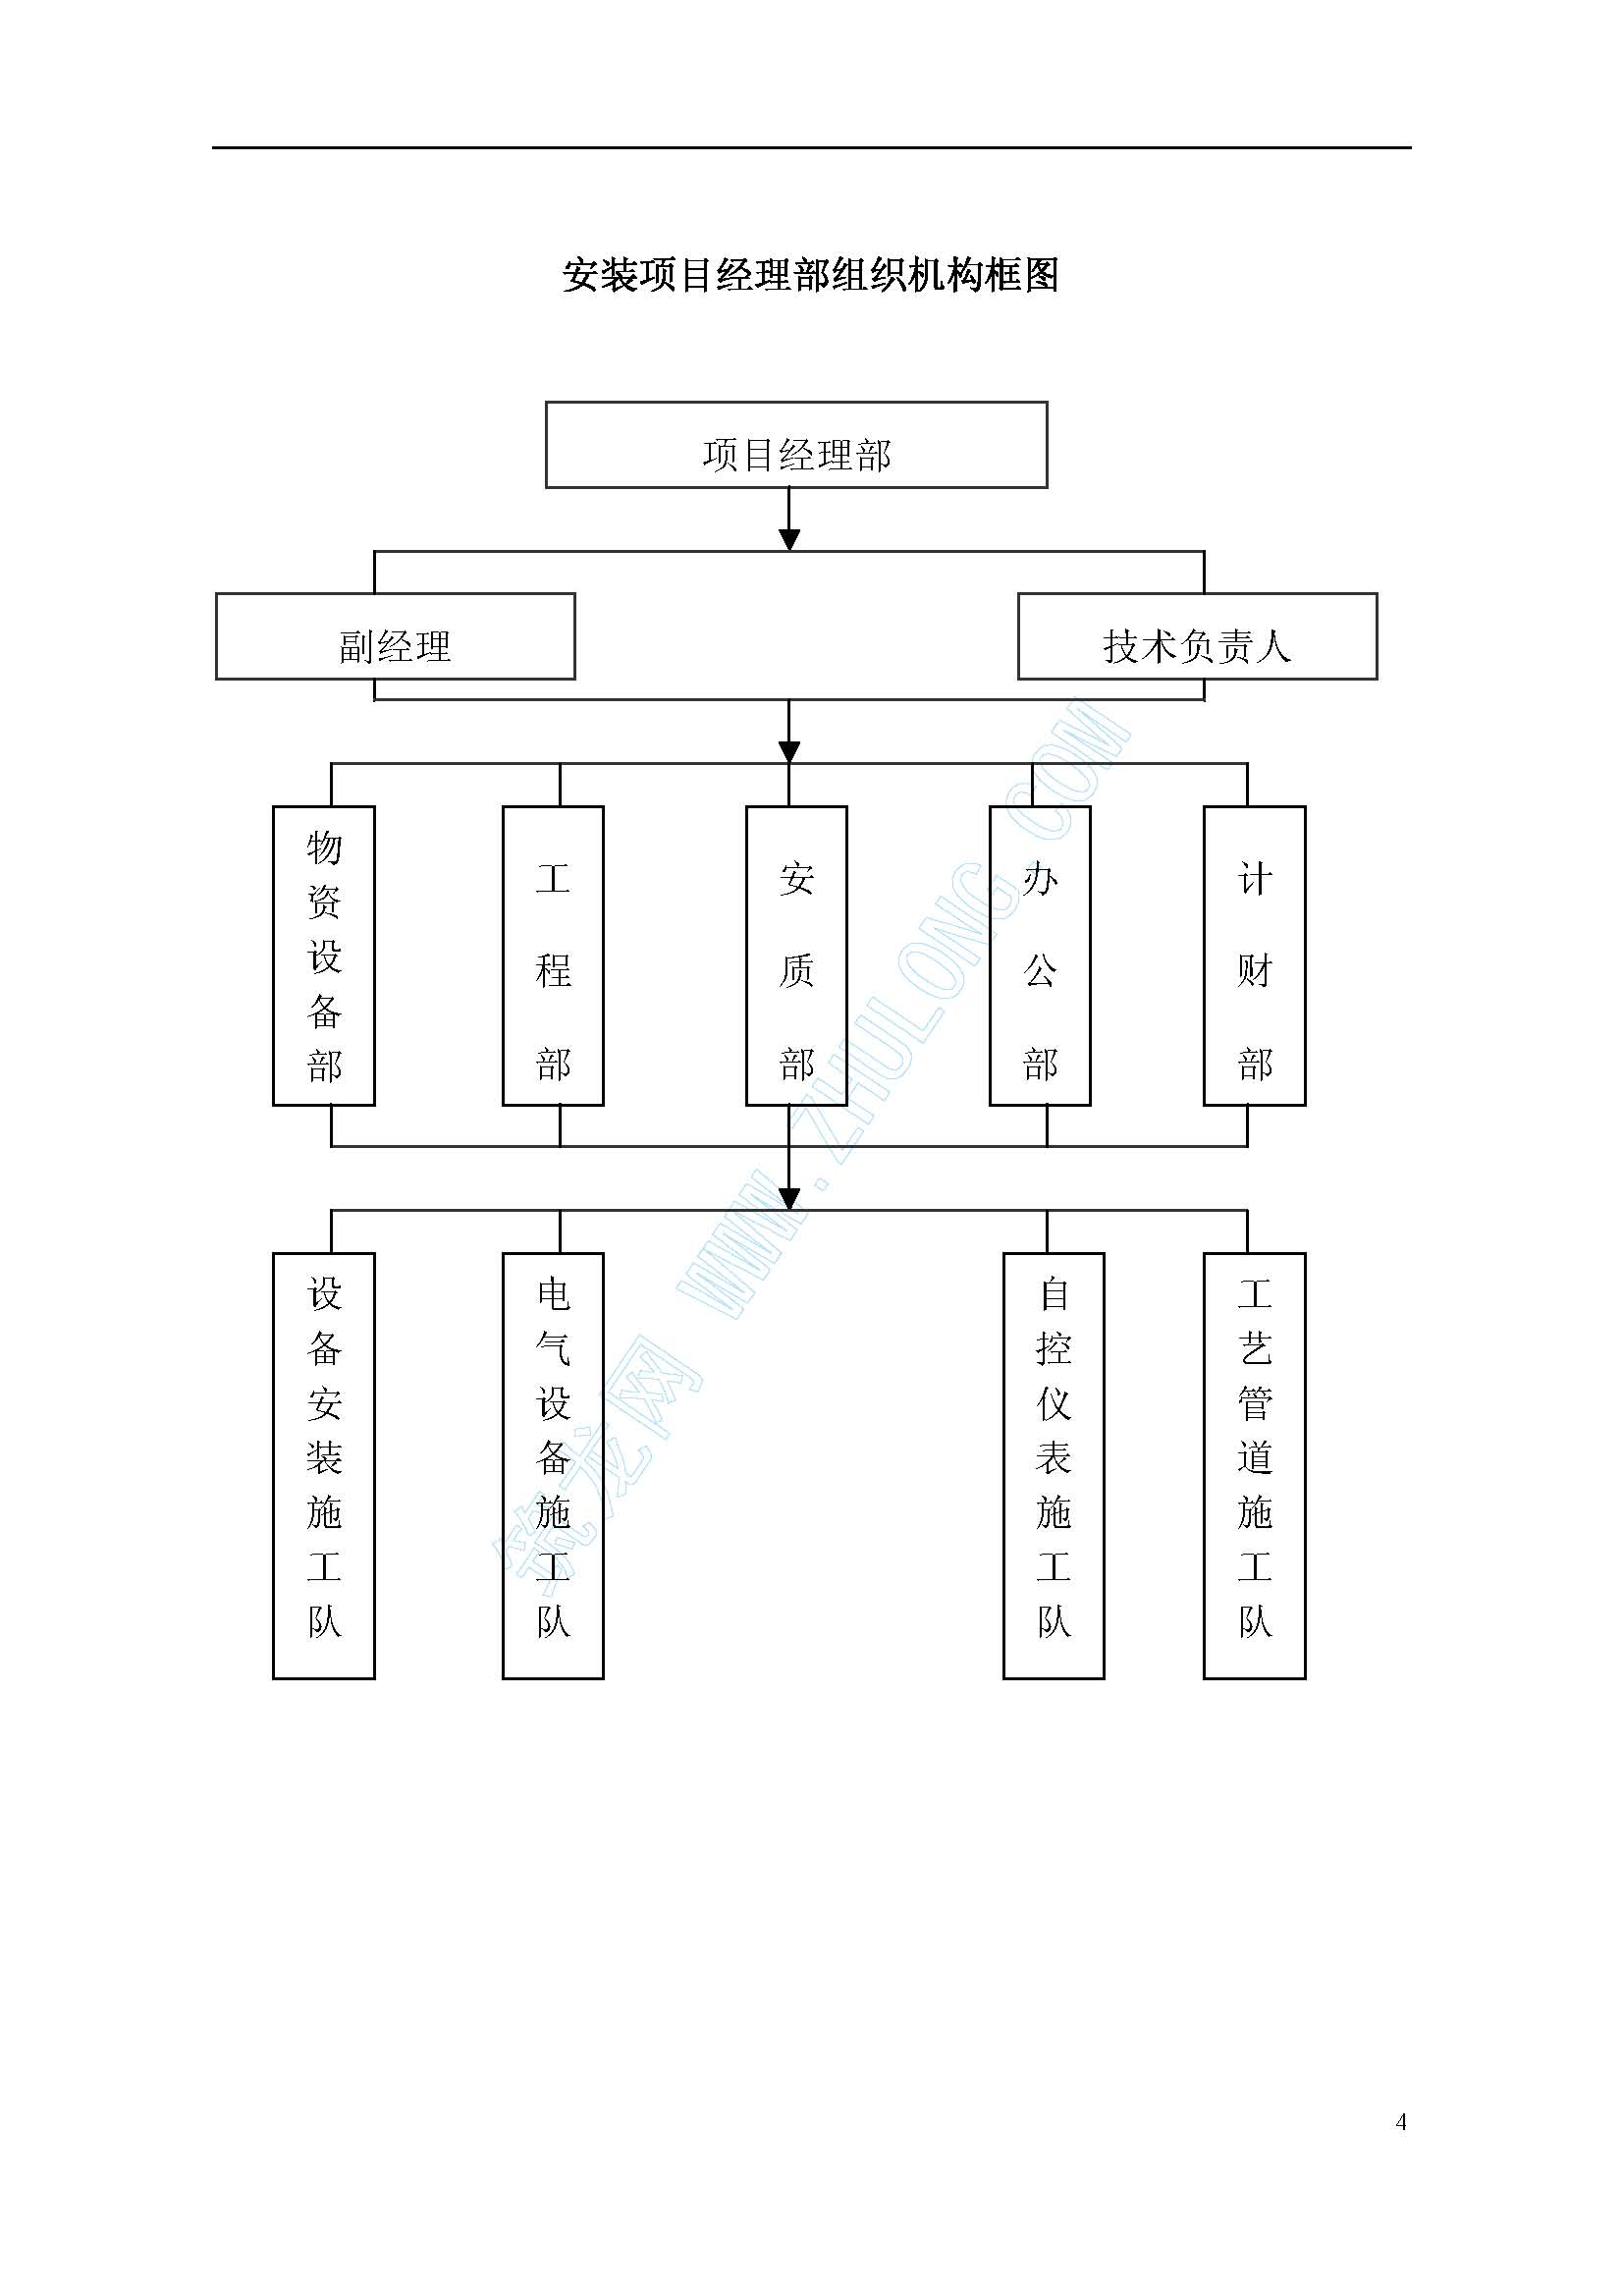 安装项目经理部组织机构框图
项目经理部
副经理
技术负责人
物资设备部
工程部
安质部
办公部
计财部
设备安装施工队
电气设备施工队
自控仪表施工队
工艺管道施工队
筑龙网 WWW.ZHULONG.COM
4